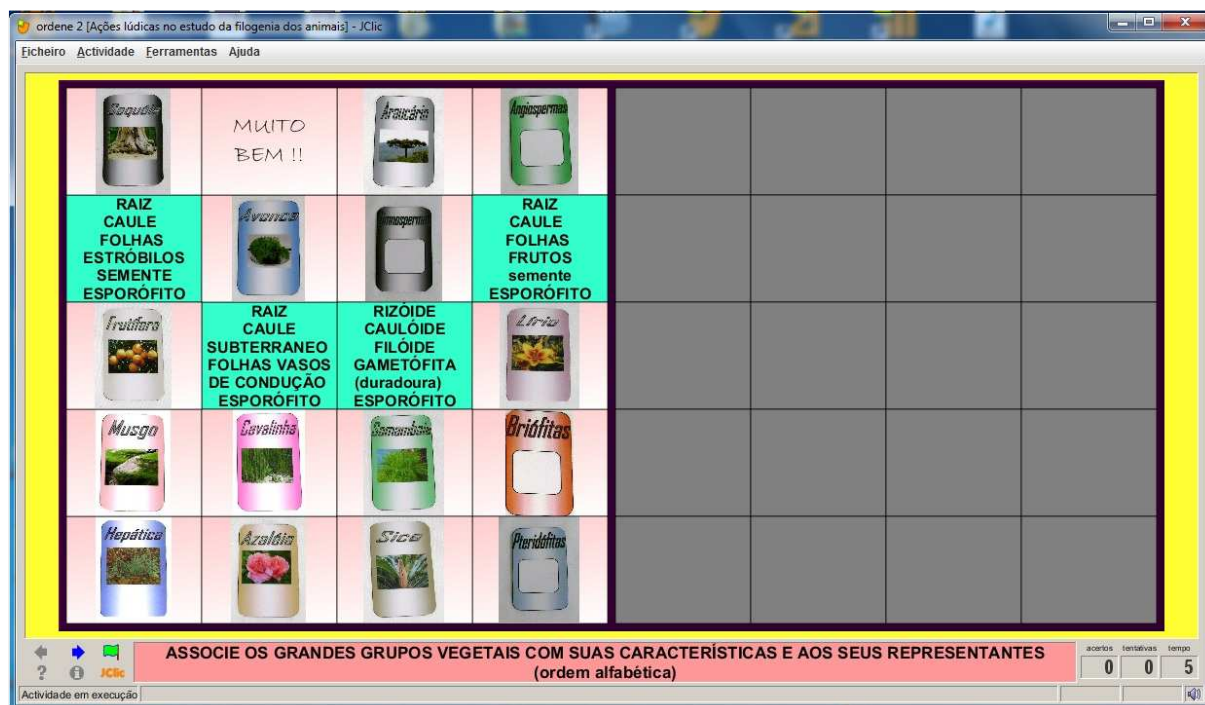 ordene 2 [Ações lúdicas no estudo da filogenia dos animais] - JClic
Ficheiro Actividade Ferramentas Ajuda
Sequoia
MUITO
BEM !!
Araucária
Angiospermas
RAIZ
CAULE
FOLHAS
ESTRÓBILOS
SEMENTE
ESPORÓFITO
Avenca
RAIZ
CAULE
FOLHAS
FRUTOS
semente
ESPORÓFITO
Frutífera
RAIZ
CAULE
SUBTERRANEO
FOLHAS VASOS
DE CONDUÇÃO
ESPORÓFITO
RIZÓIDE
CAULÓIDE
FILÓIDE
GAMETÓFITA
(duradoura)
ESPORÓFITO
Lírio
Musgo
Cavalinha
Samambaia
Briófitas
Hepática
Azaléia
Sica
Pteridófitas
ASSOCIE OS GRANDES GRUPOS VEGETAIS COM SUAS CARACTERÍSTICAS E AOS SEUS REPRESENTANTES
(ordem alfabética)
JClic
acertos tentativas tempo
0 0 5
Actividade em execução